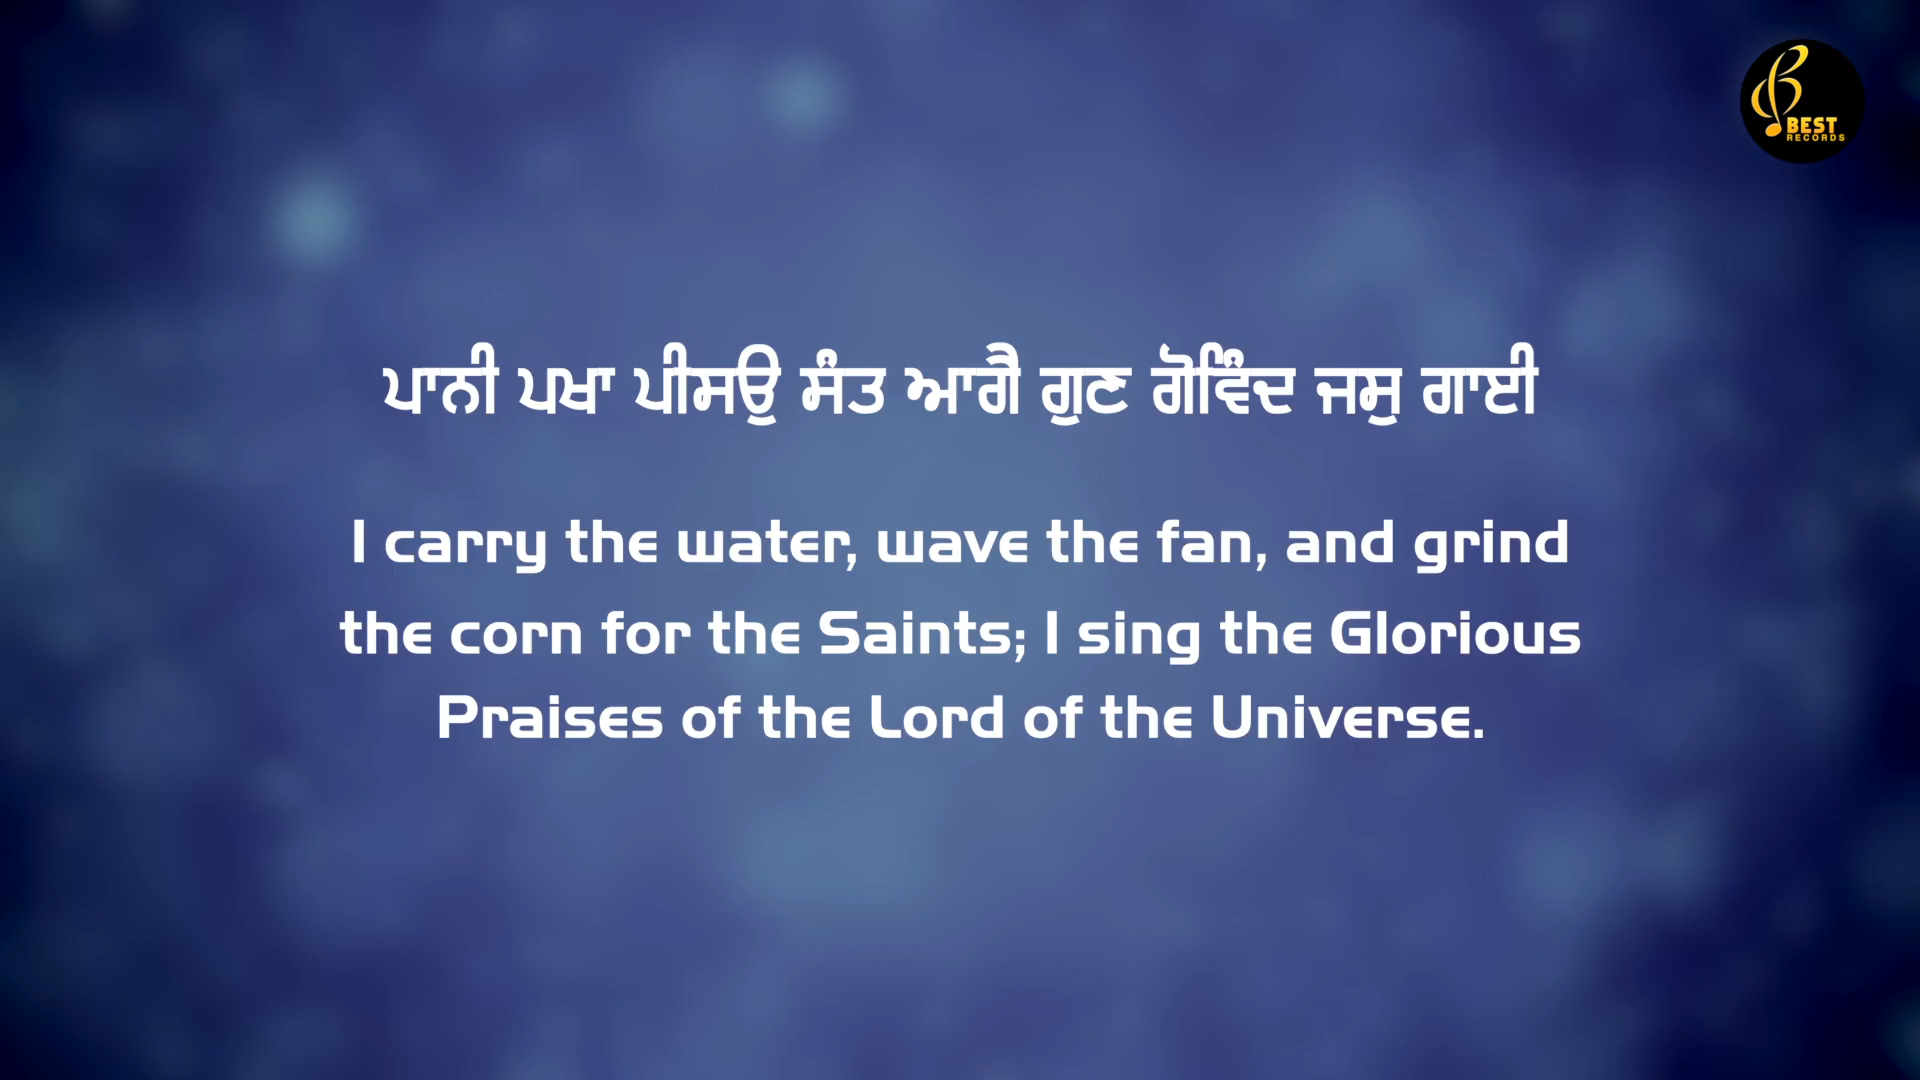 BEST
RECORDS
ਪਾਨੀ ਪਖਾ ਪੀਸਉ ਸੰਤ ਆਗੈ ਗੁਣ ਗੋਵਿੰਦ ਜਸੁ ਗਾਈ
I carry the water, wave the fan, and grind
the corn for the Saints; I sing the Glorious
Praises of the Lord of the Universe.